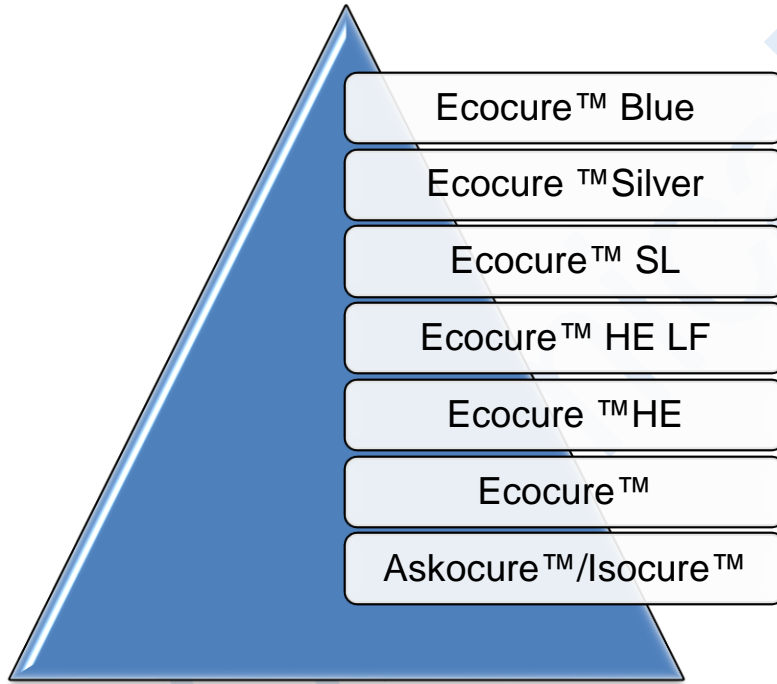 Ecocure™ Blue
Ecocure ™Silver
Ecocure™ SL
Ecocure™ HE LF
Ecocure ™HE
Ecocure™
Askocure™/Isocure™